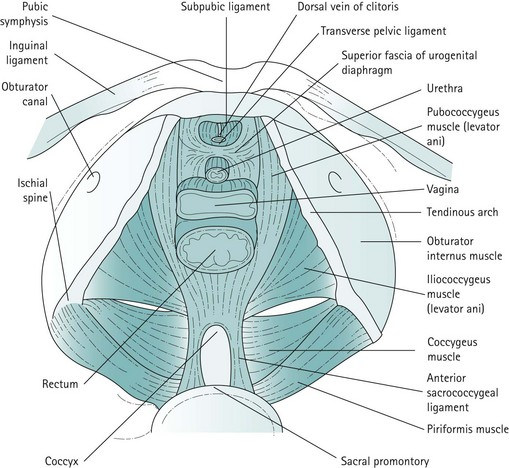 Pubic
symphysis
Subpubic ligament
Dorsal vein of clitoris
Transverse pelvic ligament
Superior fascia of urogenital
diaphragm
Inguinal
ligament
Urethra
Obturator
canal
Pubococcygeus
muscle (levator
ani)
Ischial
spine
Vagina
Tendinous arch
Obturator
internus muscle
Iliococcygeus
muscle
(levator ani)
Coccygeus
muscle
Rectum
Anterior
sacrococcygeal
ligament
Piriformis muscle
Coccyx
Sacral promontory